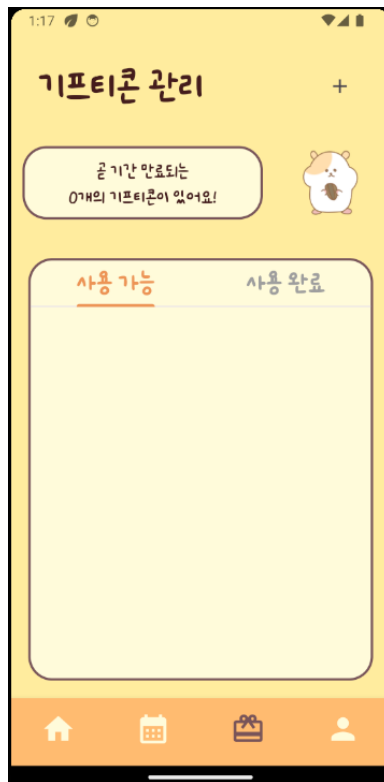 1:17
기프티콘 관리
+
곧 기간 만료되는
0개의 기프티콘이 있어요!
사용 가능
사용 완료